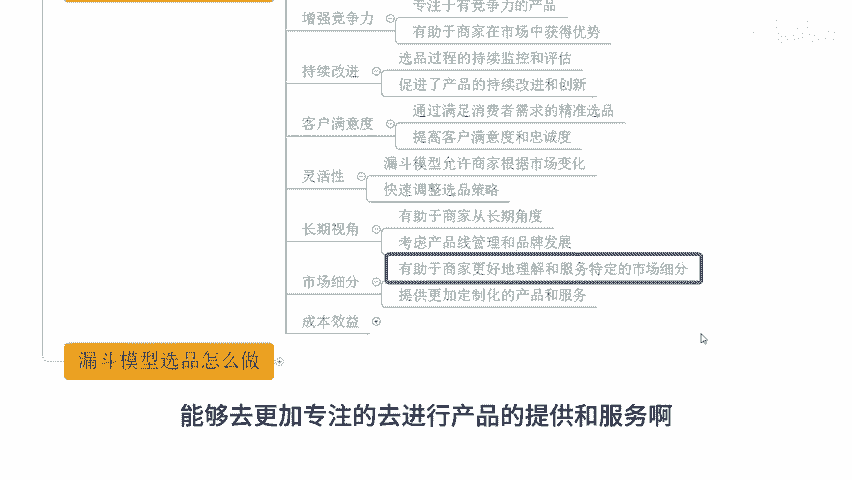 增强竞争力
专注于有竞争力的产品
有助于商家在市场中获得优势
持续改进
选品过程的持续监控和评估
促进了产品的持续改进和创新
客户满意度
通过满足消费者需求的精准选品
提高客户满意度和忠诚度
灵活性
漏斗模型允许商家根据市场变化
快速调整选品策略
长期视角
有助于商家从长期角度
考虑产品线管理和品牌发展
市场细分
有助于商家更好地理解和服务特定的市场细分
提供更加定制化的产品和服务
成本效益
漏斗模型选品怎么做
能够去更加专注的去进行产品的提供和服务啊